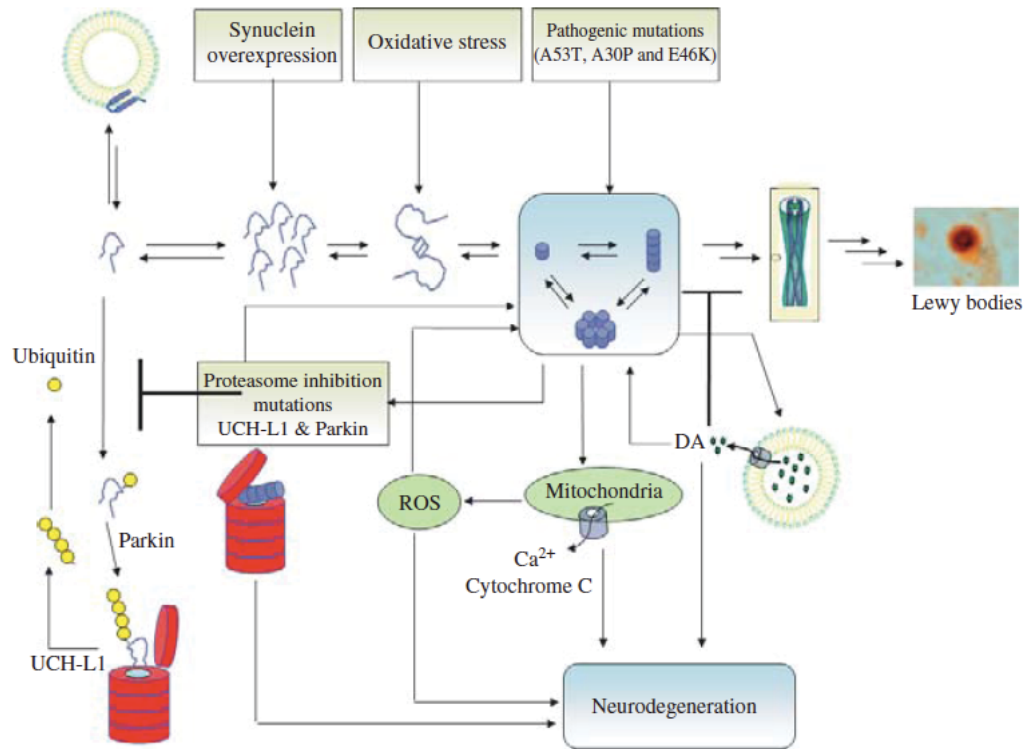 Synuclein
overexpression
Oxidative stress
Pathogenic mutations
(A53T, A30P and E46K)
Lewy bodies
Ubiquitin
Proteasome inhibition
mutations
UCH-L1 & Parkin
DA
ROS
Mitochondria
Parkin
Ca²⁺
Cytochrome C
UCH-L1
Neurodegeneration